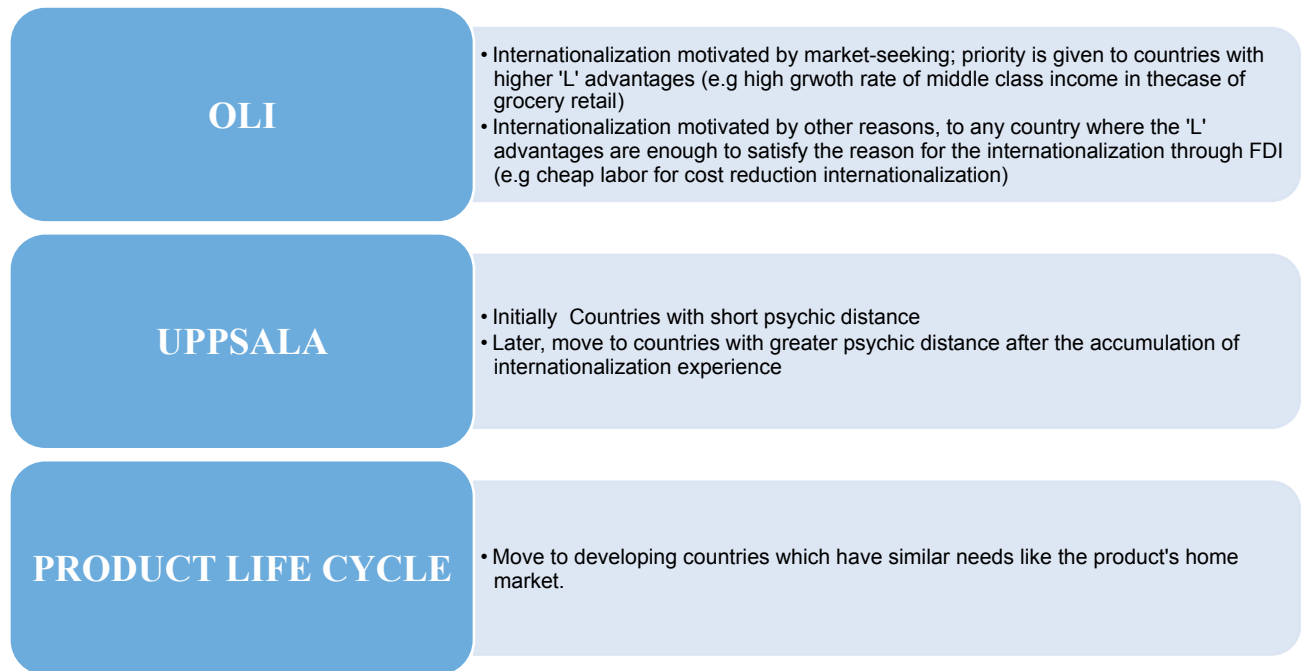 OLI
• Internationalization motivated by market-seeking; priority is given to countries with
higher 'L' advantages (e.g high grwoth rate of middle class income in thecase of
grocery retail)
• Internationalization motivated by other reasons, to any country where the 'L'
advantages are enough to satisfy the reason for the internationalization through FDI
(e.g cheap labor for cost reduction internationalization)
UPPSALA
• Initially  Countries with short psychic distance
• Later, move to countries with greater psychic distance after the accumulation of
internationalization experience
PRODUCT LIFE CYCLE
• Move to developing countries which have similar needs like the product's home
market.